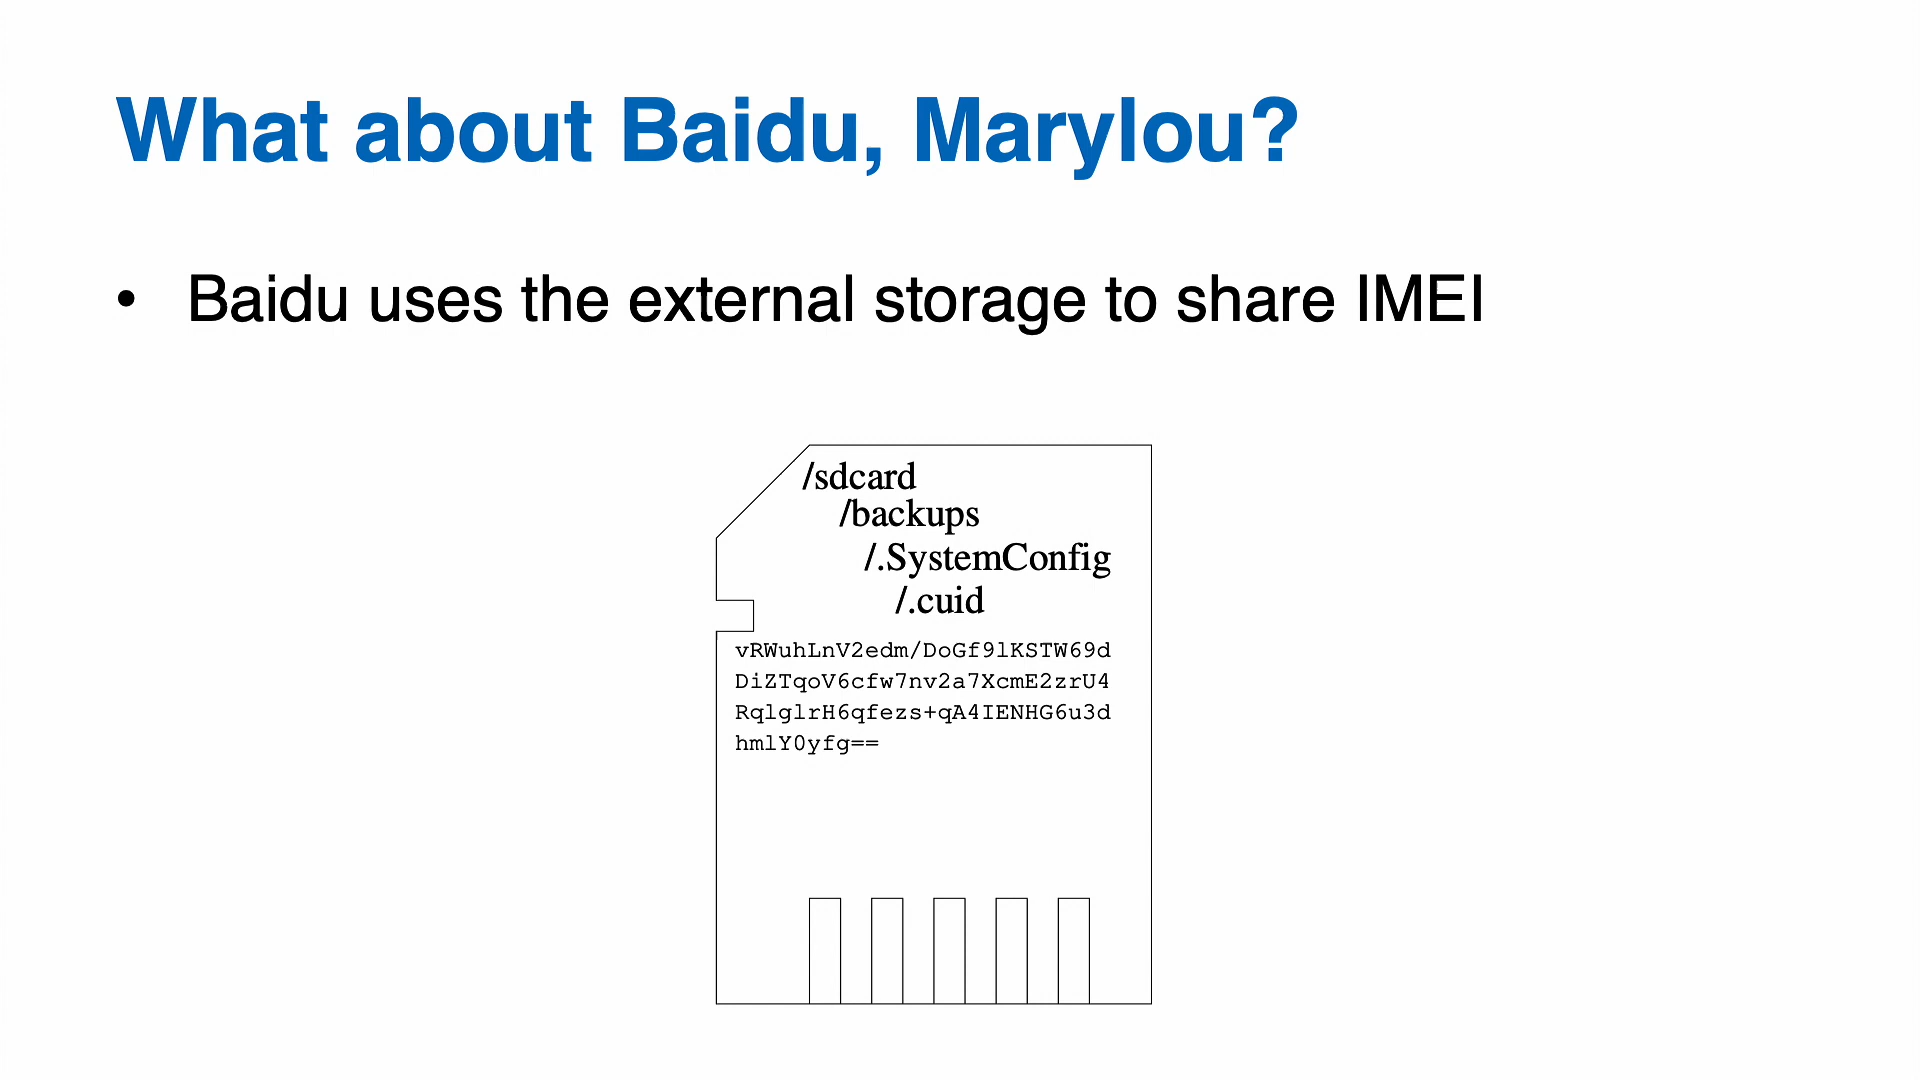 What about Baidu, Marylou?
• Baidu uses the external storage to share IMEI
/sdcard
/backups
/.SystemConfig
/.cuid
vRWuhLnV2edm/DoGf9lKSTW69d
DiZTqoV6cfw7nv2a7XcmE2zrU4
RqlglrH6qfezs+qA4IENHG6u3d
hmlY0yfg==